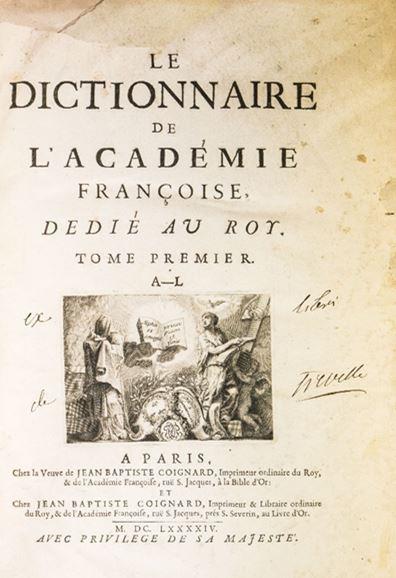 LE
DICTIONNAIRE
DE
L'ACADÉMIE
FRANÇOISE,
DEDIÉ AU ROY.
TOME PREMIER.
A—L
ex libris
de
A PARIS,
Chez la Veuve de JEAN BAPTISTE COIGNARD, Imprimeur ordinaire du Roy,
& de l'Académie Françoise, ruë S. Jacques, à la Bible d'Or:
ET
Chez JEAN BAPTISTE COIGNARD, Imprimeur & Libraire ordinaire
du Roy, & de l'Académie Françoise, ruë S. Jacques, prés S. Severin, au Livre d'Or.
M. DC. LXXXXIV.
AVEC PRIVILEGE DE SA MAJESTÉ.